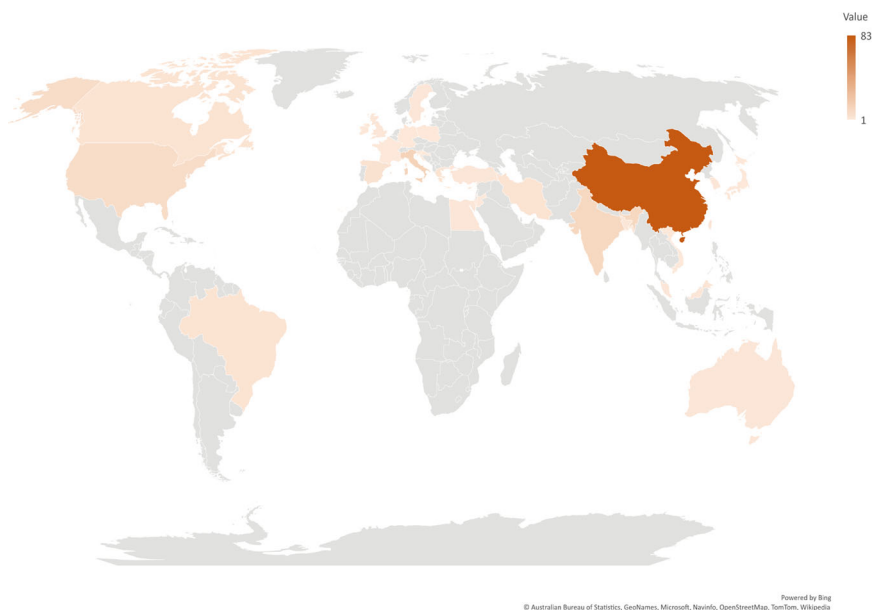 Value
83
1
Powered by Bing
© Australian Bureau of Statistics, GeoNames, Microsoft, Navinfo, OpenStreetMap, TomTom, Wikipedia